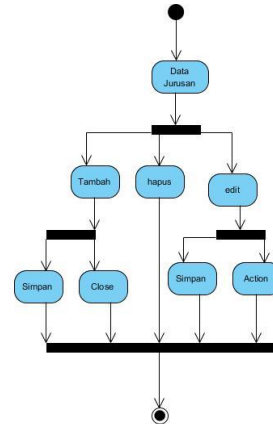 Data
Jurusan
Tambah
hapus
edit
Simpan
Close
Simpan
Action